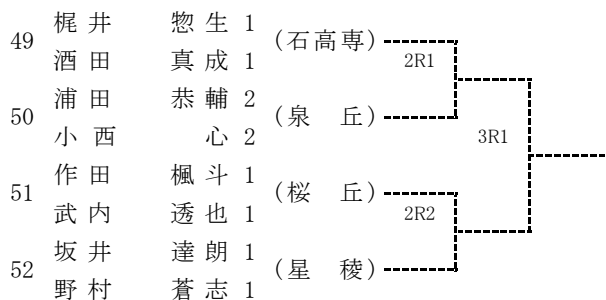 49 梶井 惣生 1 (石高専)
酒田 真成 1
2R1
50 浦田 恭輔 2 (泉 丘)
小西 心 2
3R1
51 作田 楓斗 1 (桜 丘)
武内 透也 1
2R2
52 坂井 達朗 1 (星 稜)
野村 蒼志 1